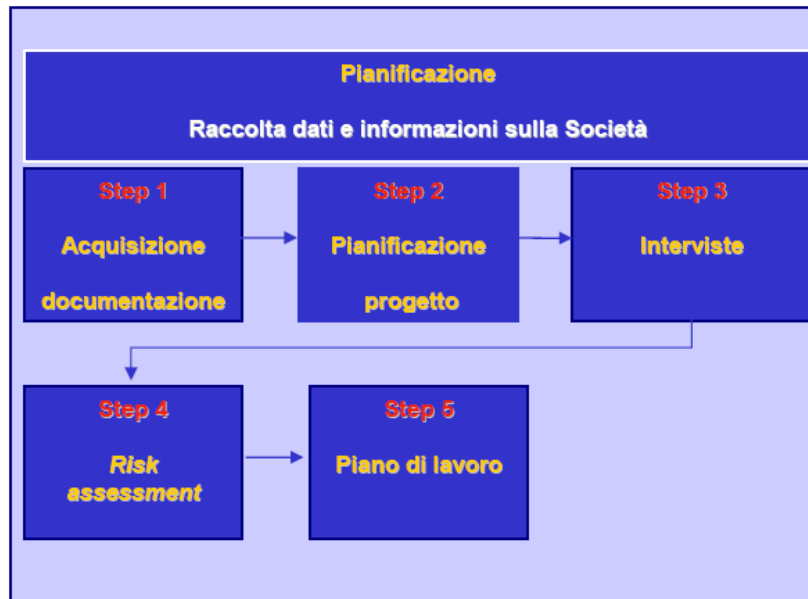 Pianificazione
Raccolta dati e informazioni sulla Società
Step 1
Acquisizione
documentazione
Step 2
Pianificazione
progetto
Step 3
Interviste
Step 4
Risk
assessment
Step 5
Piano di lavoro